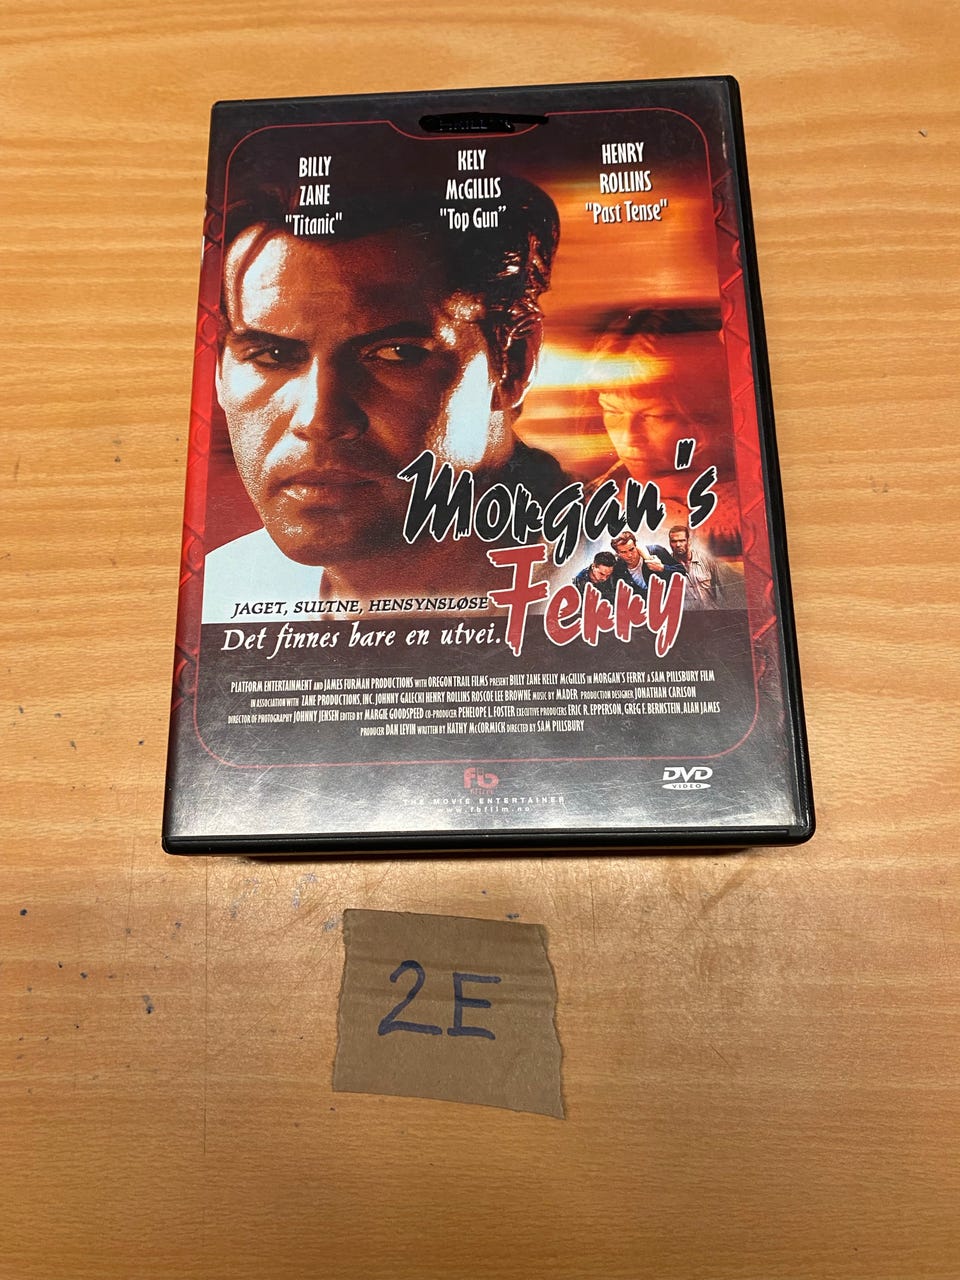 BILLY
ZANE
"Titanic"
KELY
McGILLIS
"Top Gun"
HENRY
ROLLINS
"Past Tense"
Morgan's
Ferry
JAGET, SULTNE, HENSYNSLØSE
Det finnes bare en utvei.
PLATFORM ENTERTAINMENT AND JAMES FURMAN PRODUCTIONS WITH OREGON TRAIL FILMS PRESENT BILLY ZANE KELLY McGILLIS IN MORGAN'S FERRY A SAM PILLSBURY FILM
IN ASSOCIATION WITH ZANE PRODUCTIONS, INC. JOHNNY GALECKI HENRY ROLLINS ROSCOE LEE BROWNE MUSIC BY MADER PRODUCTION DESIGNER JONATHAN CARLSON
DIRECTOR OF PHOTOGRAPHY JOHNNY JENSEN EDITED BY MARGIE GOODSPEED CO-PRODUCER PENELOPE L. FOSTER EXECUTIVE PRODUCERS ERIC R. EPPERSON, GREG F. BERNSTEIN, ALAN JAMES
PRODUCER DAN LEVIN WRITTEN BY KATHY McCORMICK DIRECTED BY SAM PILLSBURY
fb
THE MOVIE ENTERTAINER
www.fbfilm.no
DVD
VIDEO
2E